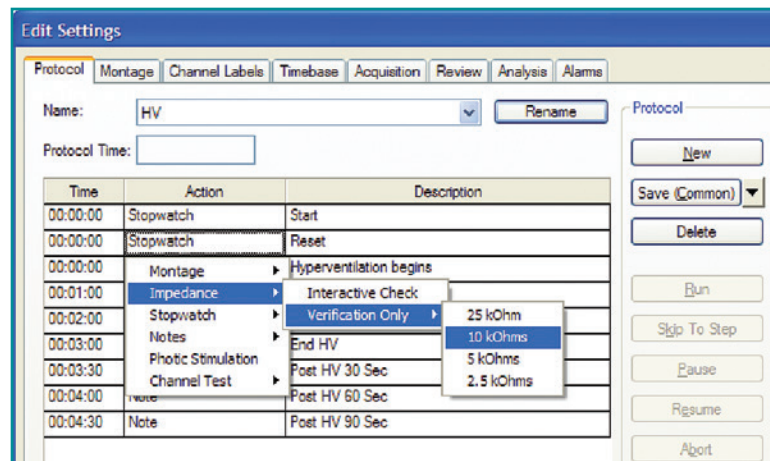 Edit Settings
Protocol Montage Channel Labels Timebase Acquisition Review Analysis Alarms
Name: HV Rename
Protocol Time:
Protocol
New
Save (Common)
Delete
Run
Skip To Step
Pause
Resume
Abort
Time Action Description
00:00:00 Stopwatch Start
00:00:00 Stopwatch Reset
00:00:00 Hyperventilation begins
00:01:00
00:02:00
00:03:00 End HV
00:03:30 Post HV 30 Sec
00:04:00 Note Post HV 60 Sec
00:04:30 Note Post HV 90 Sec
Montage
Impedance
Stopwatch
Notes
Photic Stimulation
Channel Test
Interactive Check
Verification Only
25 kOhm
10 kOhms
5 kOhms
2.5 kOhms